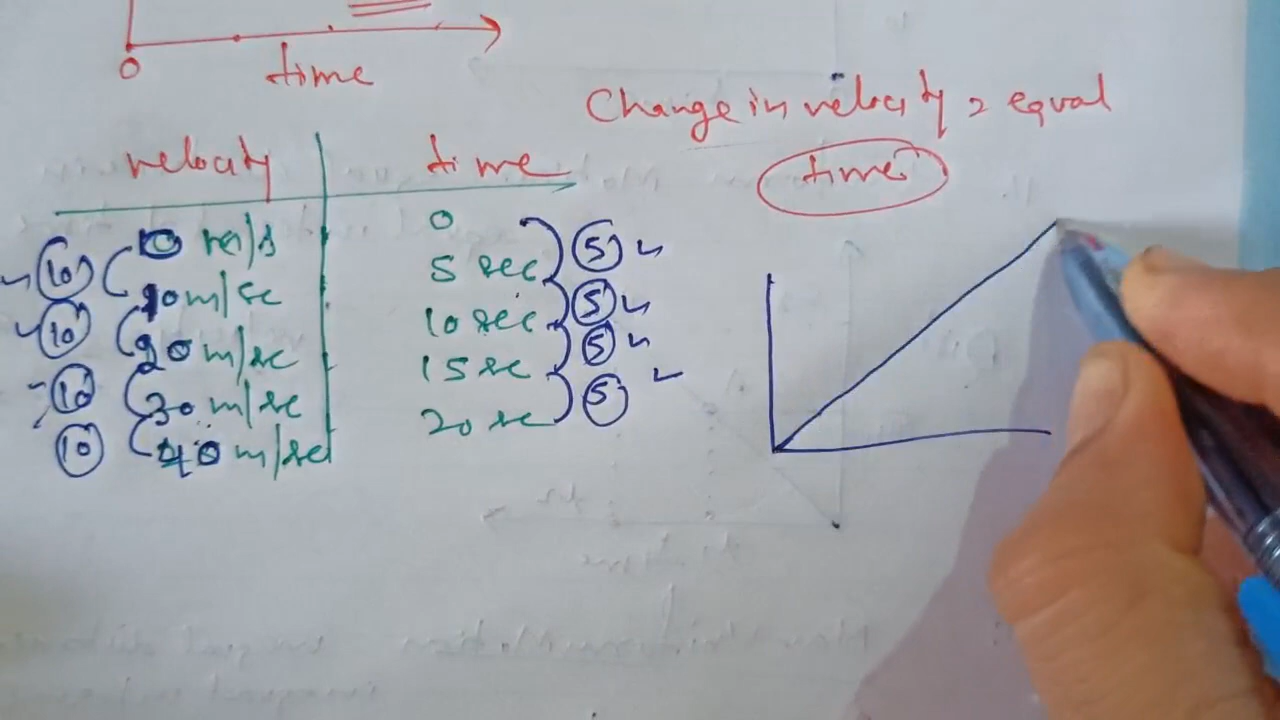 0
time
Change in velocity, equal
time
velocity time
0 m/s 0
10 10 m/sec 5 sec 5
10 20 m/sec 10 sec 5
10 30 m/sec 15 sec 5
10 40 m/sec 20 sec 5